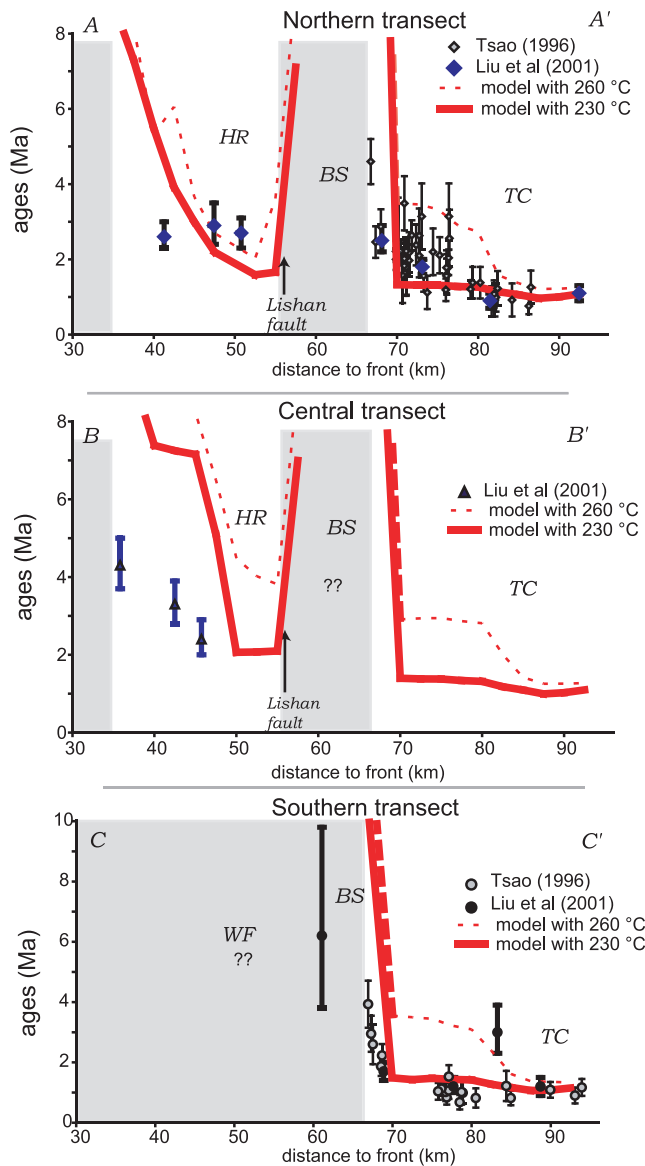 Northern transect
A
A'
Tsao (1996)
Liu et al (2001)
model with 260 °C
model with 230 °C
HR
BS
TC
Lishan
fault
ages (Ma)
8
6
4
2
0
30 40 50 60 70 80 90
distance to front (km)
Central transect
B
B'
Liu et al (2001)
model with 260 °C
model with 230 °C
HR
BS
??
TC
Lishan
fault
ages (Ma)
8
6
4
2
0
30 40 50 60 70 80 90
distance to front (km)
Southern transect
C
C'
Tsao (1996)
Liu et al (2001)
model with 260 °C
model with 230 °C
BS
WF
??
TC
ages (Ma)
10
8
6
4
2
0
30 40 50 60 70 80 90
distance to front (km)